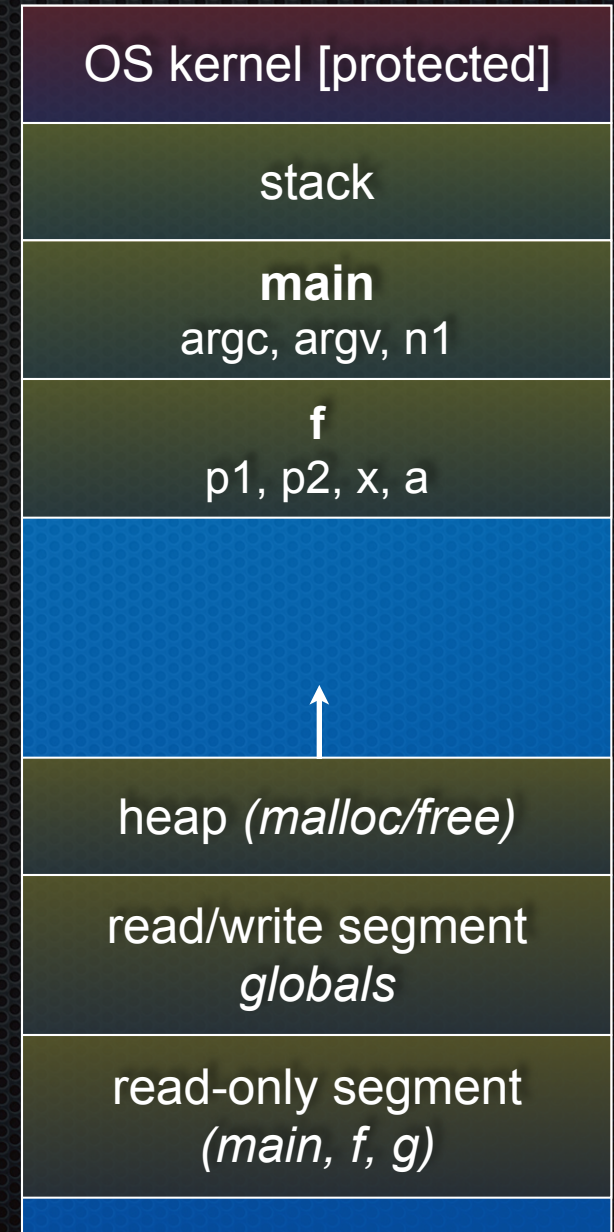 OS kernel [protected]
stack
main
argc, argv, n1
f
p1, p2, x, a
heap (malloc/free)
read/write segment
globals
read-only segment
(main, f, g)